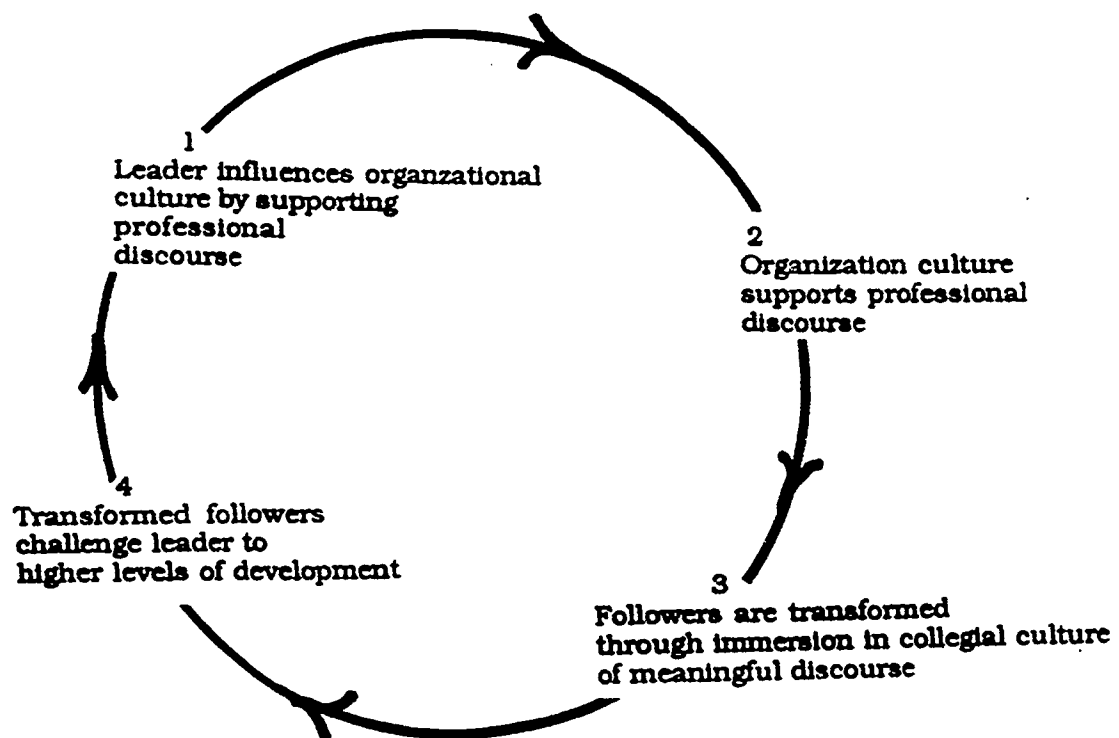 1
Leader influences organzational
culture by supporting
professional
discourse
2
Organization culture
supports professional
discourse
3
Followers are transformed
through immersion in collegial culture
of meaningful discourse
4
Transformed followers
challenge leader to
higher levels of development